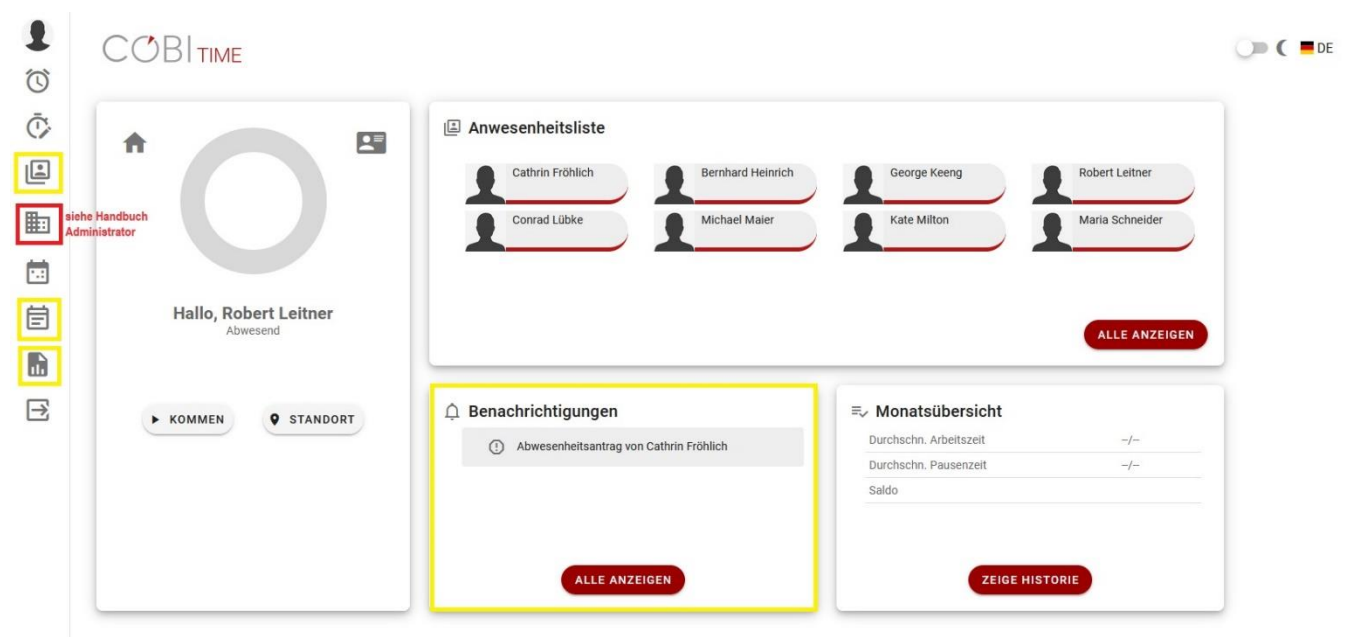 COBI TIME
DE
siehe Handbuch
Administrator
Hallo, Robert Leitner
Abwesend
KOMMEN
STANDORT
Anwesenheitsliste
Cathrin Fröhlich
Bernhard Heinrich
George Keeng
Robert Leitner
Conrad Lübke
Michael Maier
Kate Milton
Maria Schneider
ALLE ANZEIGEN
Benachrichtigungen
Abwesenheitsantrag von Cathrin Fröhlich
ALLE ANZEIGEN
Monatsübersicht
Durchschn. Arbeitszeit --/--
Durchschn. Pausenzeit --/--
Saldo
ZEIGE HISTORIE